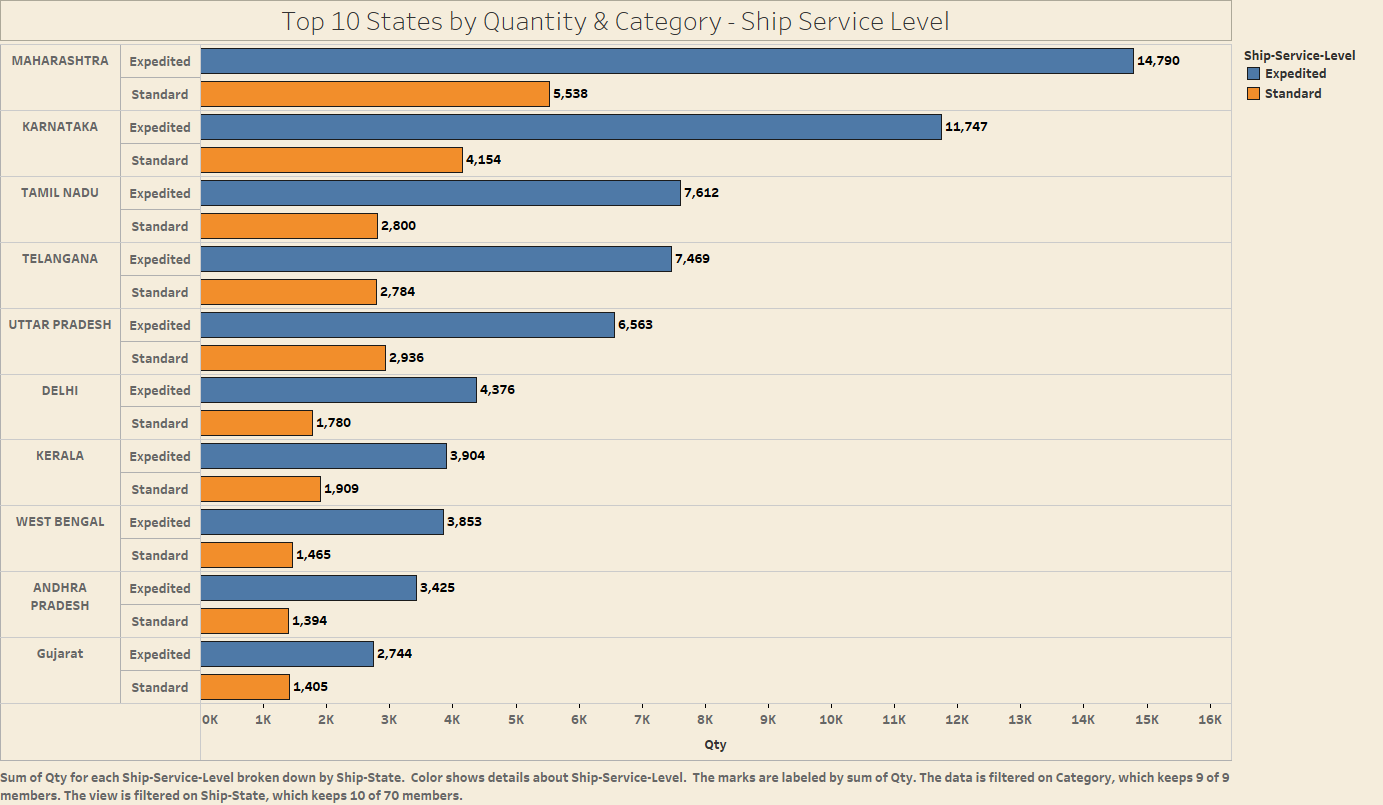 Top 10 States by Quantity & Category - Ship Service Level
Ship-Service-Level
Expedited
Standard
MAHARASHTRA
Expedited
14,790
Standard
5,538
KARNATAKA
Expedited
11,747
Standard
4,154
TAMIL NADU
Expedited
7,612
Standard
2,800
TELANGANA
Expedited
7,469
Standard
2,784
UTTAR PRADESH
Expedited
6,563
Standard
2,936
DELHI
Expedited
4,376
Standard
1,780
KERALA
Expedited
3,904
Standard
1,909
WEST BENGAL
Expedited
3,853
Standard
1,465
ANDHRA
PRADESH
Expedited
3,425
Standard
1,394
Gujarat
Expedited
2,744
Standard
1,405
0K 1K 2K 3K 4K 5K 6K 7K 8K 9K 10K 11K 12K 13K 14K 15K 16K
Qty
Sum of Qty for each Ship-Service-Level broken down by Ship-State.  Color shows details about Ship-Service-Level.  The marks are labeled by sum of Qty. The data is filtered on Category, which keeps 9 of 9
members. The view is filtered on Ship-State, which keeps 10 of 70 members.